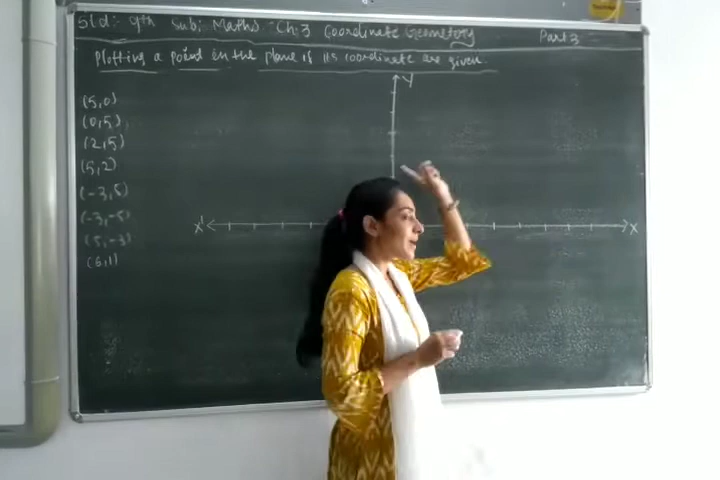 Std:- 9th Sub: Maths Ch:3 Coordinate Geometory Part 3
Plotting a point in the plane if its coordinate are given.
Y
(5,0)
(0,5)
(2,5)
(5,2)
(-3,5)
(-3,-5)
(5,-3)
(6,1)
X' X